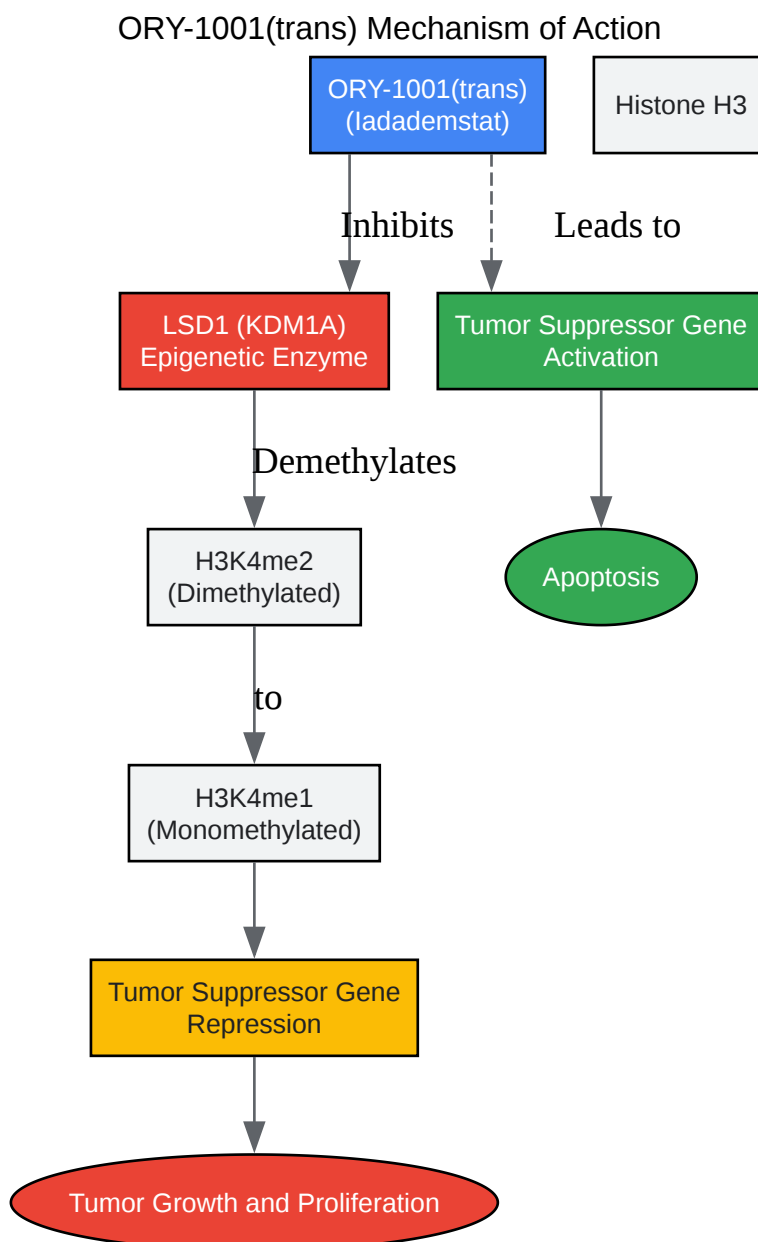 ORY-1001(trans) Mechanism of Action
ORY-1001(trans)
(Iadademstat)
Histone H3
Inhibits
Leads to
LSD1 (KDM1A)
Epigenetic Enzyme
Tumor Suppressor Gene
Activation
Demethylates
H3K4me2
(Dimethylated)
Apoptosis
to
H3K4me1
(Monomethylated)
Tumor Suppressor Gene
Repression
Tumor Growth and Proliferation